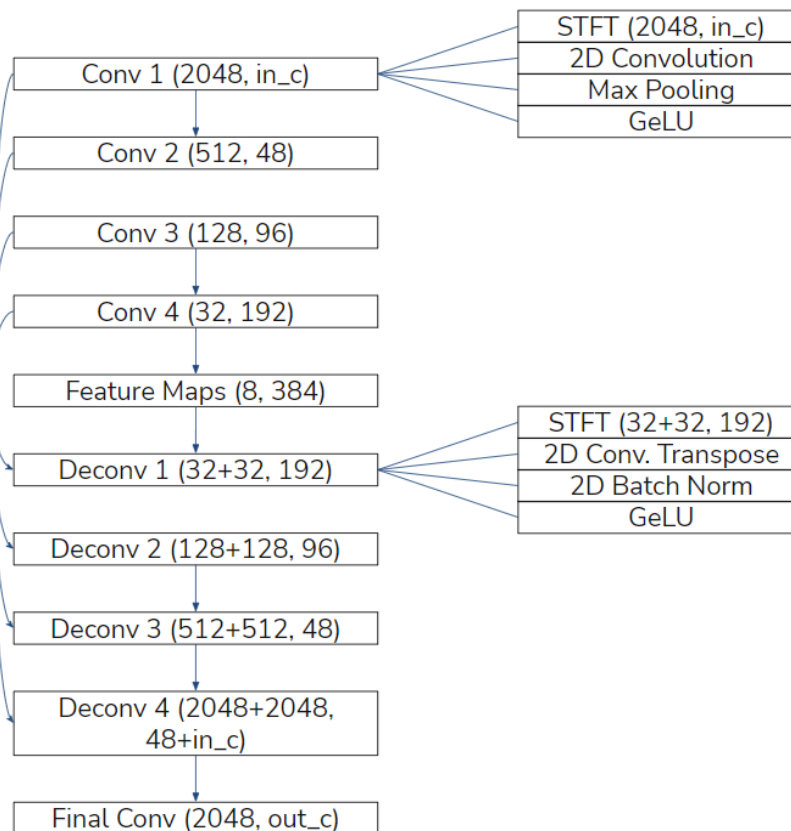 STFT (2048, in_c)
2D Convolution
Max Pooling
GeLU
Conv 1 (2048, in_c)
Conv 2 (512, 48)
Conv 3 (128, 96)
Conv 4 (32, 192)
Feature Maps (8, 384)
Deconv 1 (32+32, 192)
STFT (32+32, 192)
2D Conv. Transpose
2D Batch Norm
GeLU
Deconv 2 (128+128, 96)
Deconv 3 (512+512, 48)
Deconv 4 (2048+2048,
48+in_c)
Final Conv (2048, out_c)